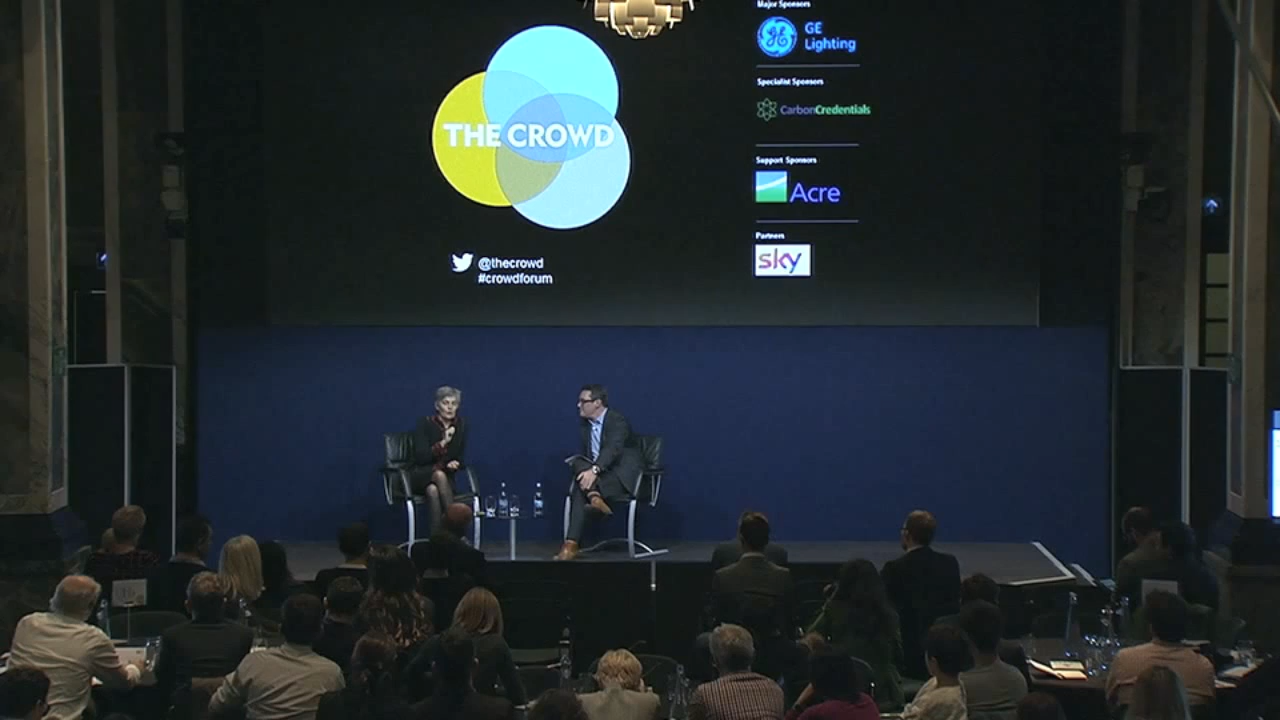 THE CROWD
@thecrowd
#crowdforum
Major Sponsors
GE
Lighting
Specialist Sponsors
CarbonCredentials
Support Sponsors
Acre
Partners
sky